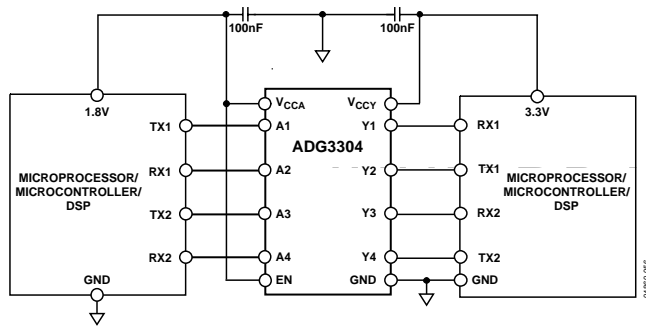 100nF
100nF
1.8V
VCCA
VCCY
3.3V
TX1
A1
Y1
RX1
ADG3304
MICROPROCESSOR/
MICROCONTROLLER/
DSP
RX1
A2
Y2
TX1
MICROPROCESSOR/
MICROCONTROLLER/
DSP
TX2
A3
Y3
RX2
RX2
A4
Y4
TX2
GND
EN
GND
GND